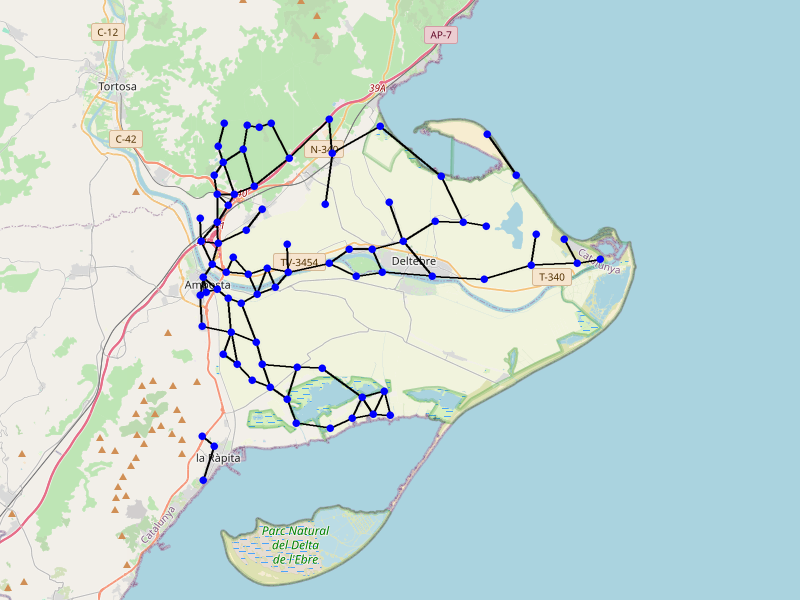 C-12
AP-7
39A
Tortosa
C-42
N-340
Deltebre
TV-3454
Catalunya
T-340
Amposta
la Ràpita
Catalunya
Parc Natural
del Delta
de l'Ebre